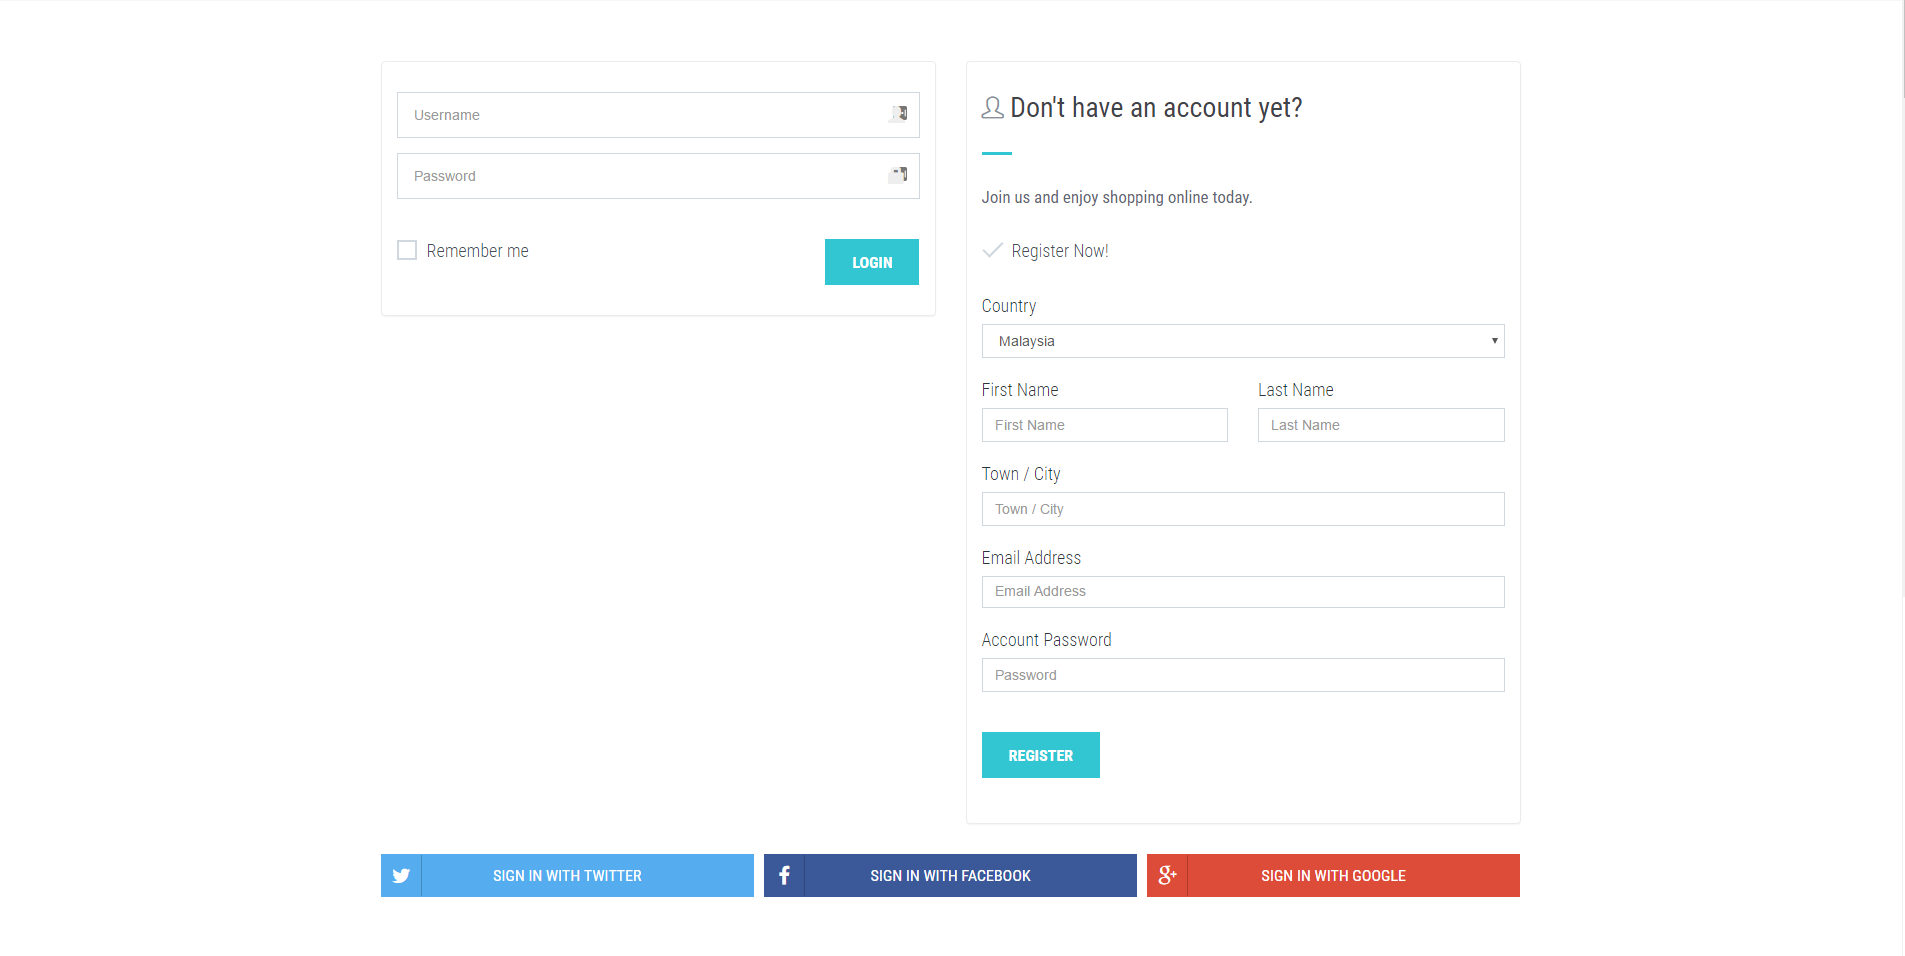 Username
Password
Remember me
LOGIN
Don't have an account yet?
Join us and enjoy shopping online today.
Register Now!
Country
Malaysia
First Name Last Name
First Name Last Name
Town / City
Town / City
Email Address
Email Address
Account Password
Password
REGISTER
SIGN IN WITH TWITTER
SIGN IN WITH FACEBOOK
SIGN IN WITH GOOGLE